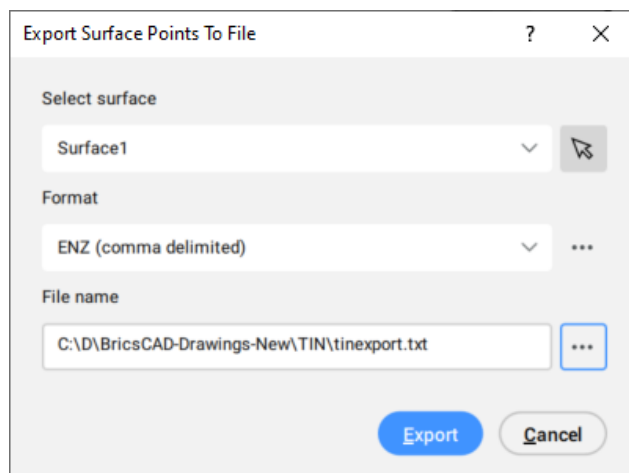 Export Surface Points To File ?
Select surface
Surface1
Format
ENZ (comma delimited)
File name
C:\D\BricsCAD-Drawings-New\TIN\tinexport.txt
Export Cancel